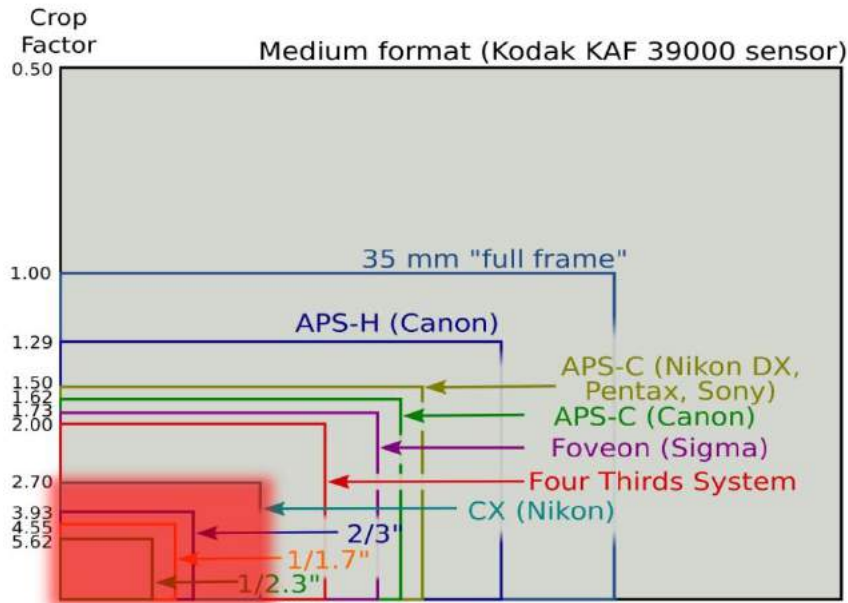 Crop
Factor
Medium format (Kodak KAF 39000 sensor)
0.50
35 mm "full frame"
1.00
APS-H (Canon)
1.29
APS-C (Nikon DX,
Pentax, Sony)
1.50
1.62
APS-C (Canon)
1.73
2.00
Foveon (Sigma)
Four Thirds System
2.70
CX (Nikon)
3.93
2/3"
4.55
1/1.7"
5.62
1/2.3"